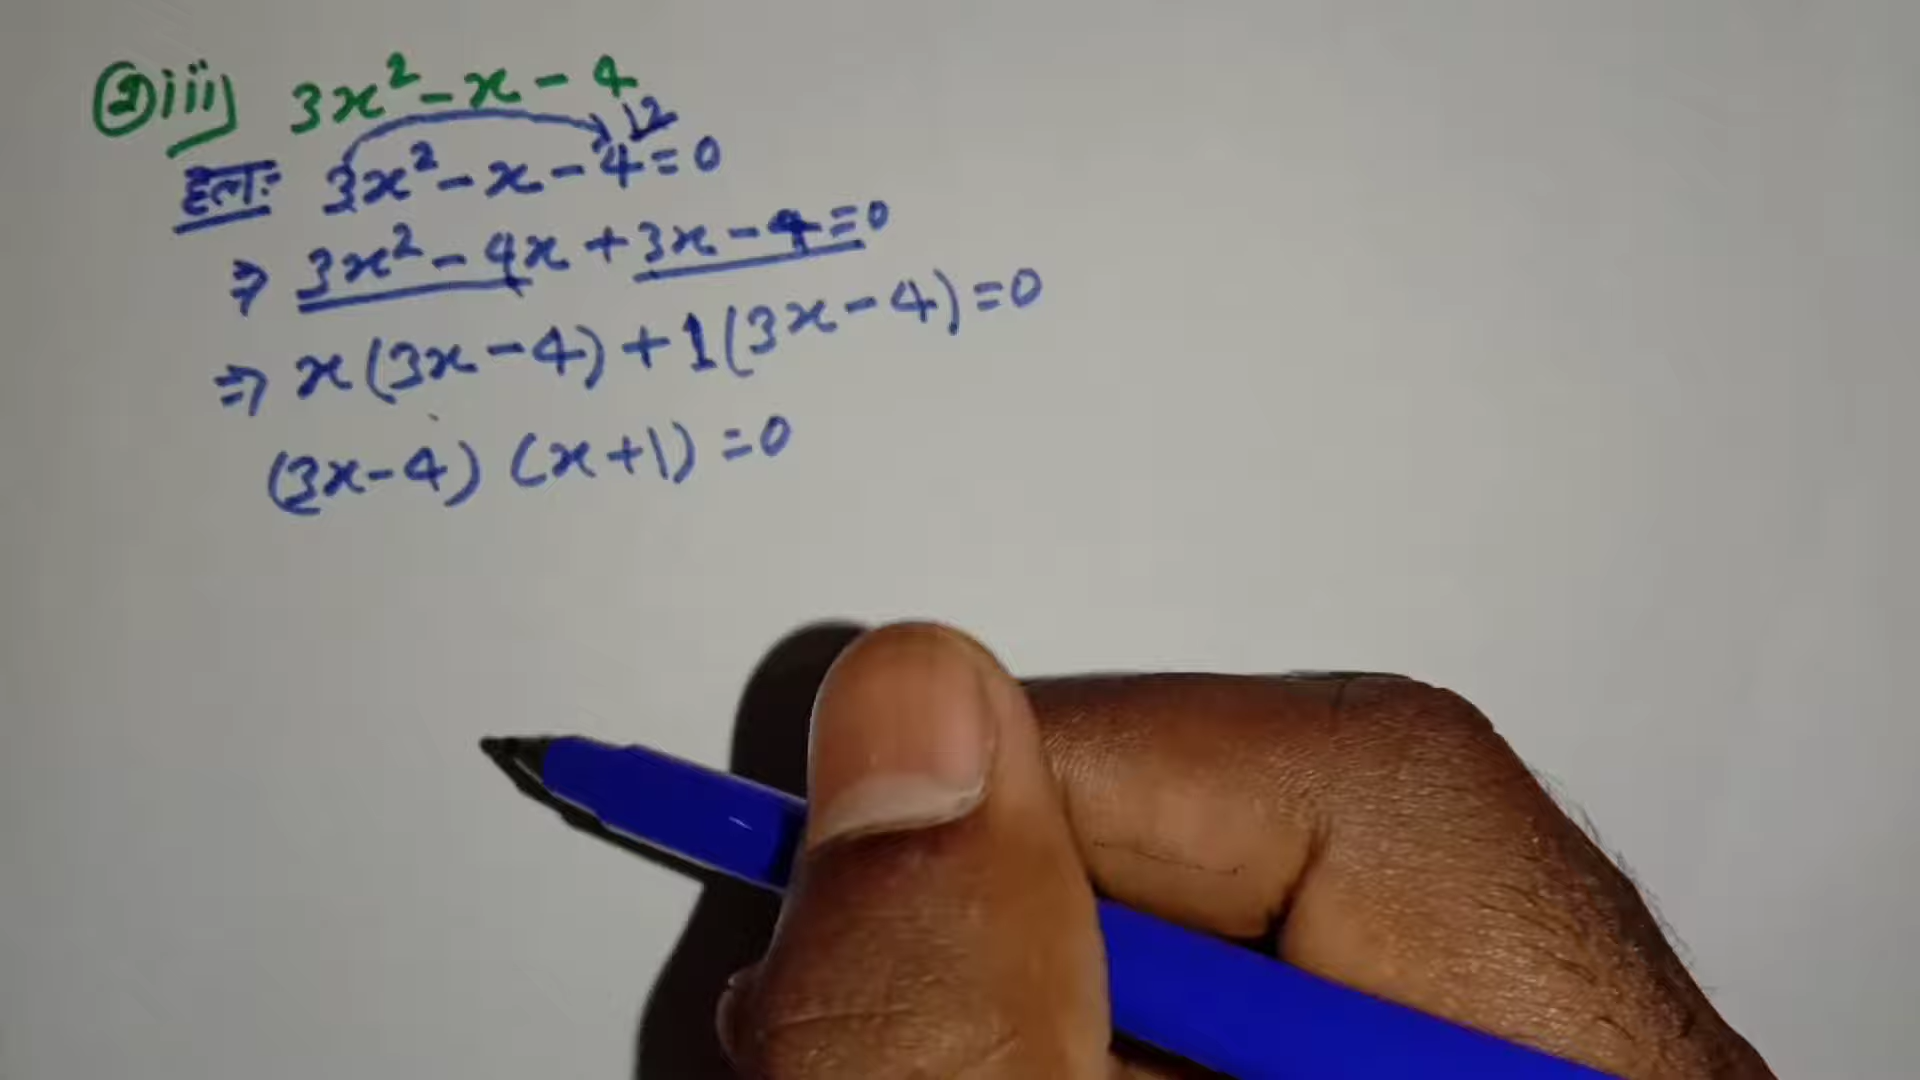 ② iii) 3x² - x - 4
हल:- 3x² - x - 4 = 0
12
⇒ 3x² - 4x + 3x - 4 = 0
⇒ x(3x - 4) + 1(3x - 4) = 0
(3x - 4) (x + 1) = 0